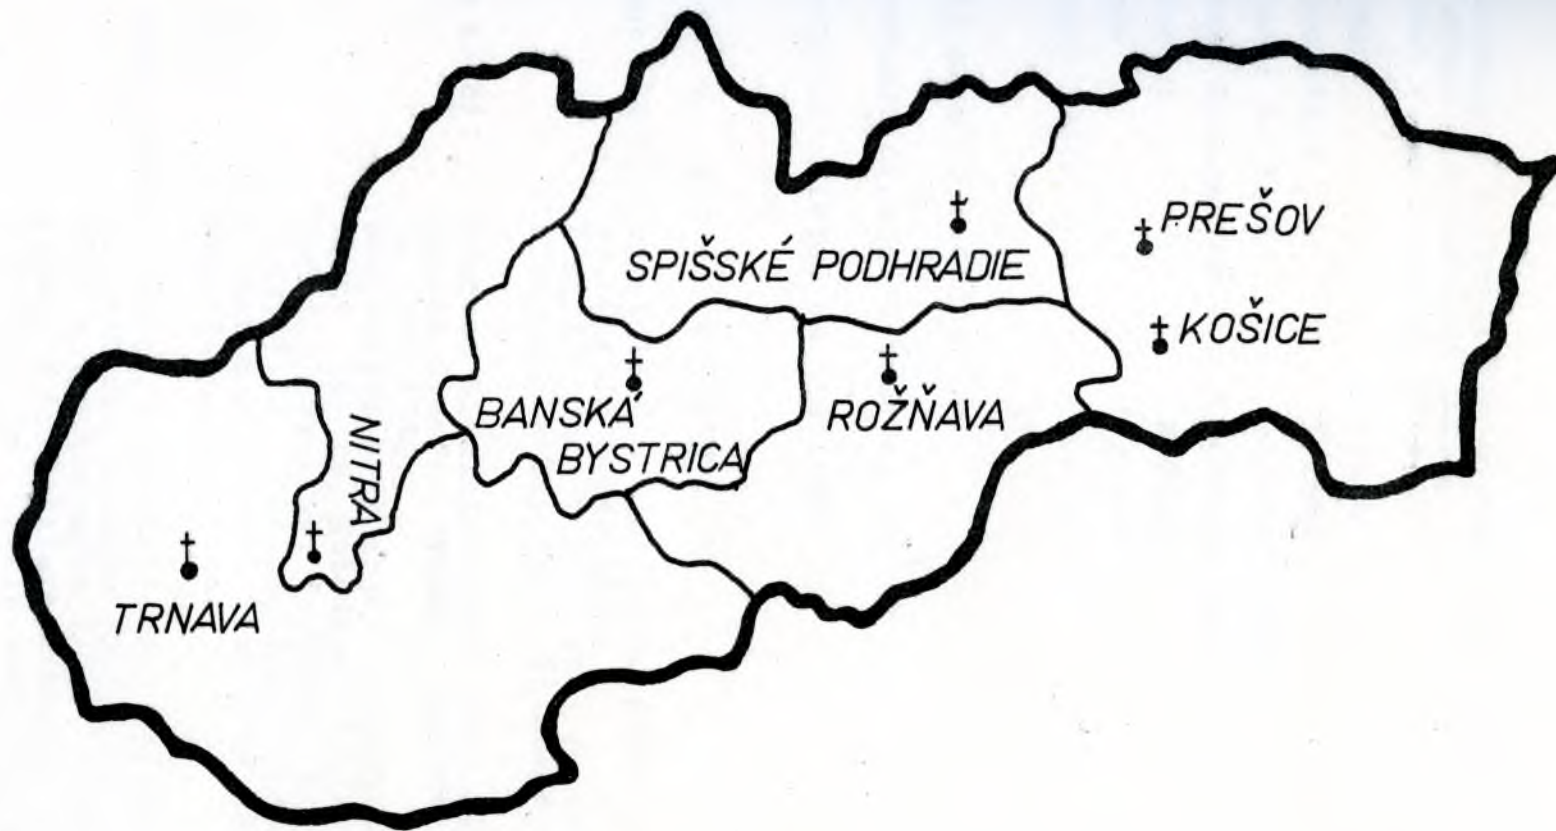 PREŠOV
SPIŠSKÉ PODHRADIE
KOŠICE
BANSKÁ
BYSTRICA
ROŽŇAVA
NITRA
TRNAVA